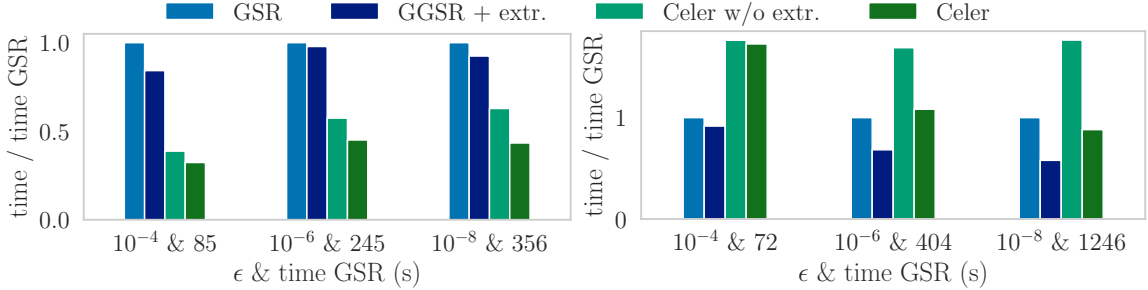 GSR GGSR + extr. Celer w/o extr. Celer
time / time GSR
1.0
0.5
0.0
10⁻⁴ & 85 10⁻⁶ & 245 10⁻⁸ & 356
ϵ & time GSR (s)
time / time GSR
1
0
10⁻⁴ & 72 10⁻⁶ & 404 10⁻⁸ & 1246
ϵ & time GSR (s)